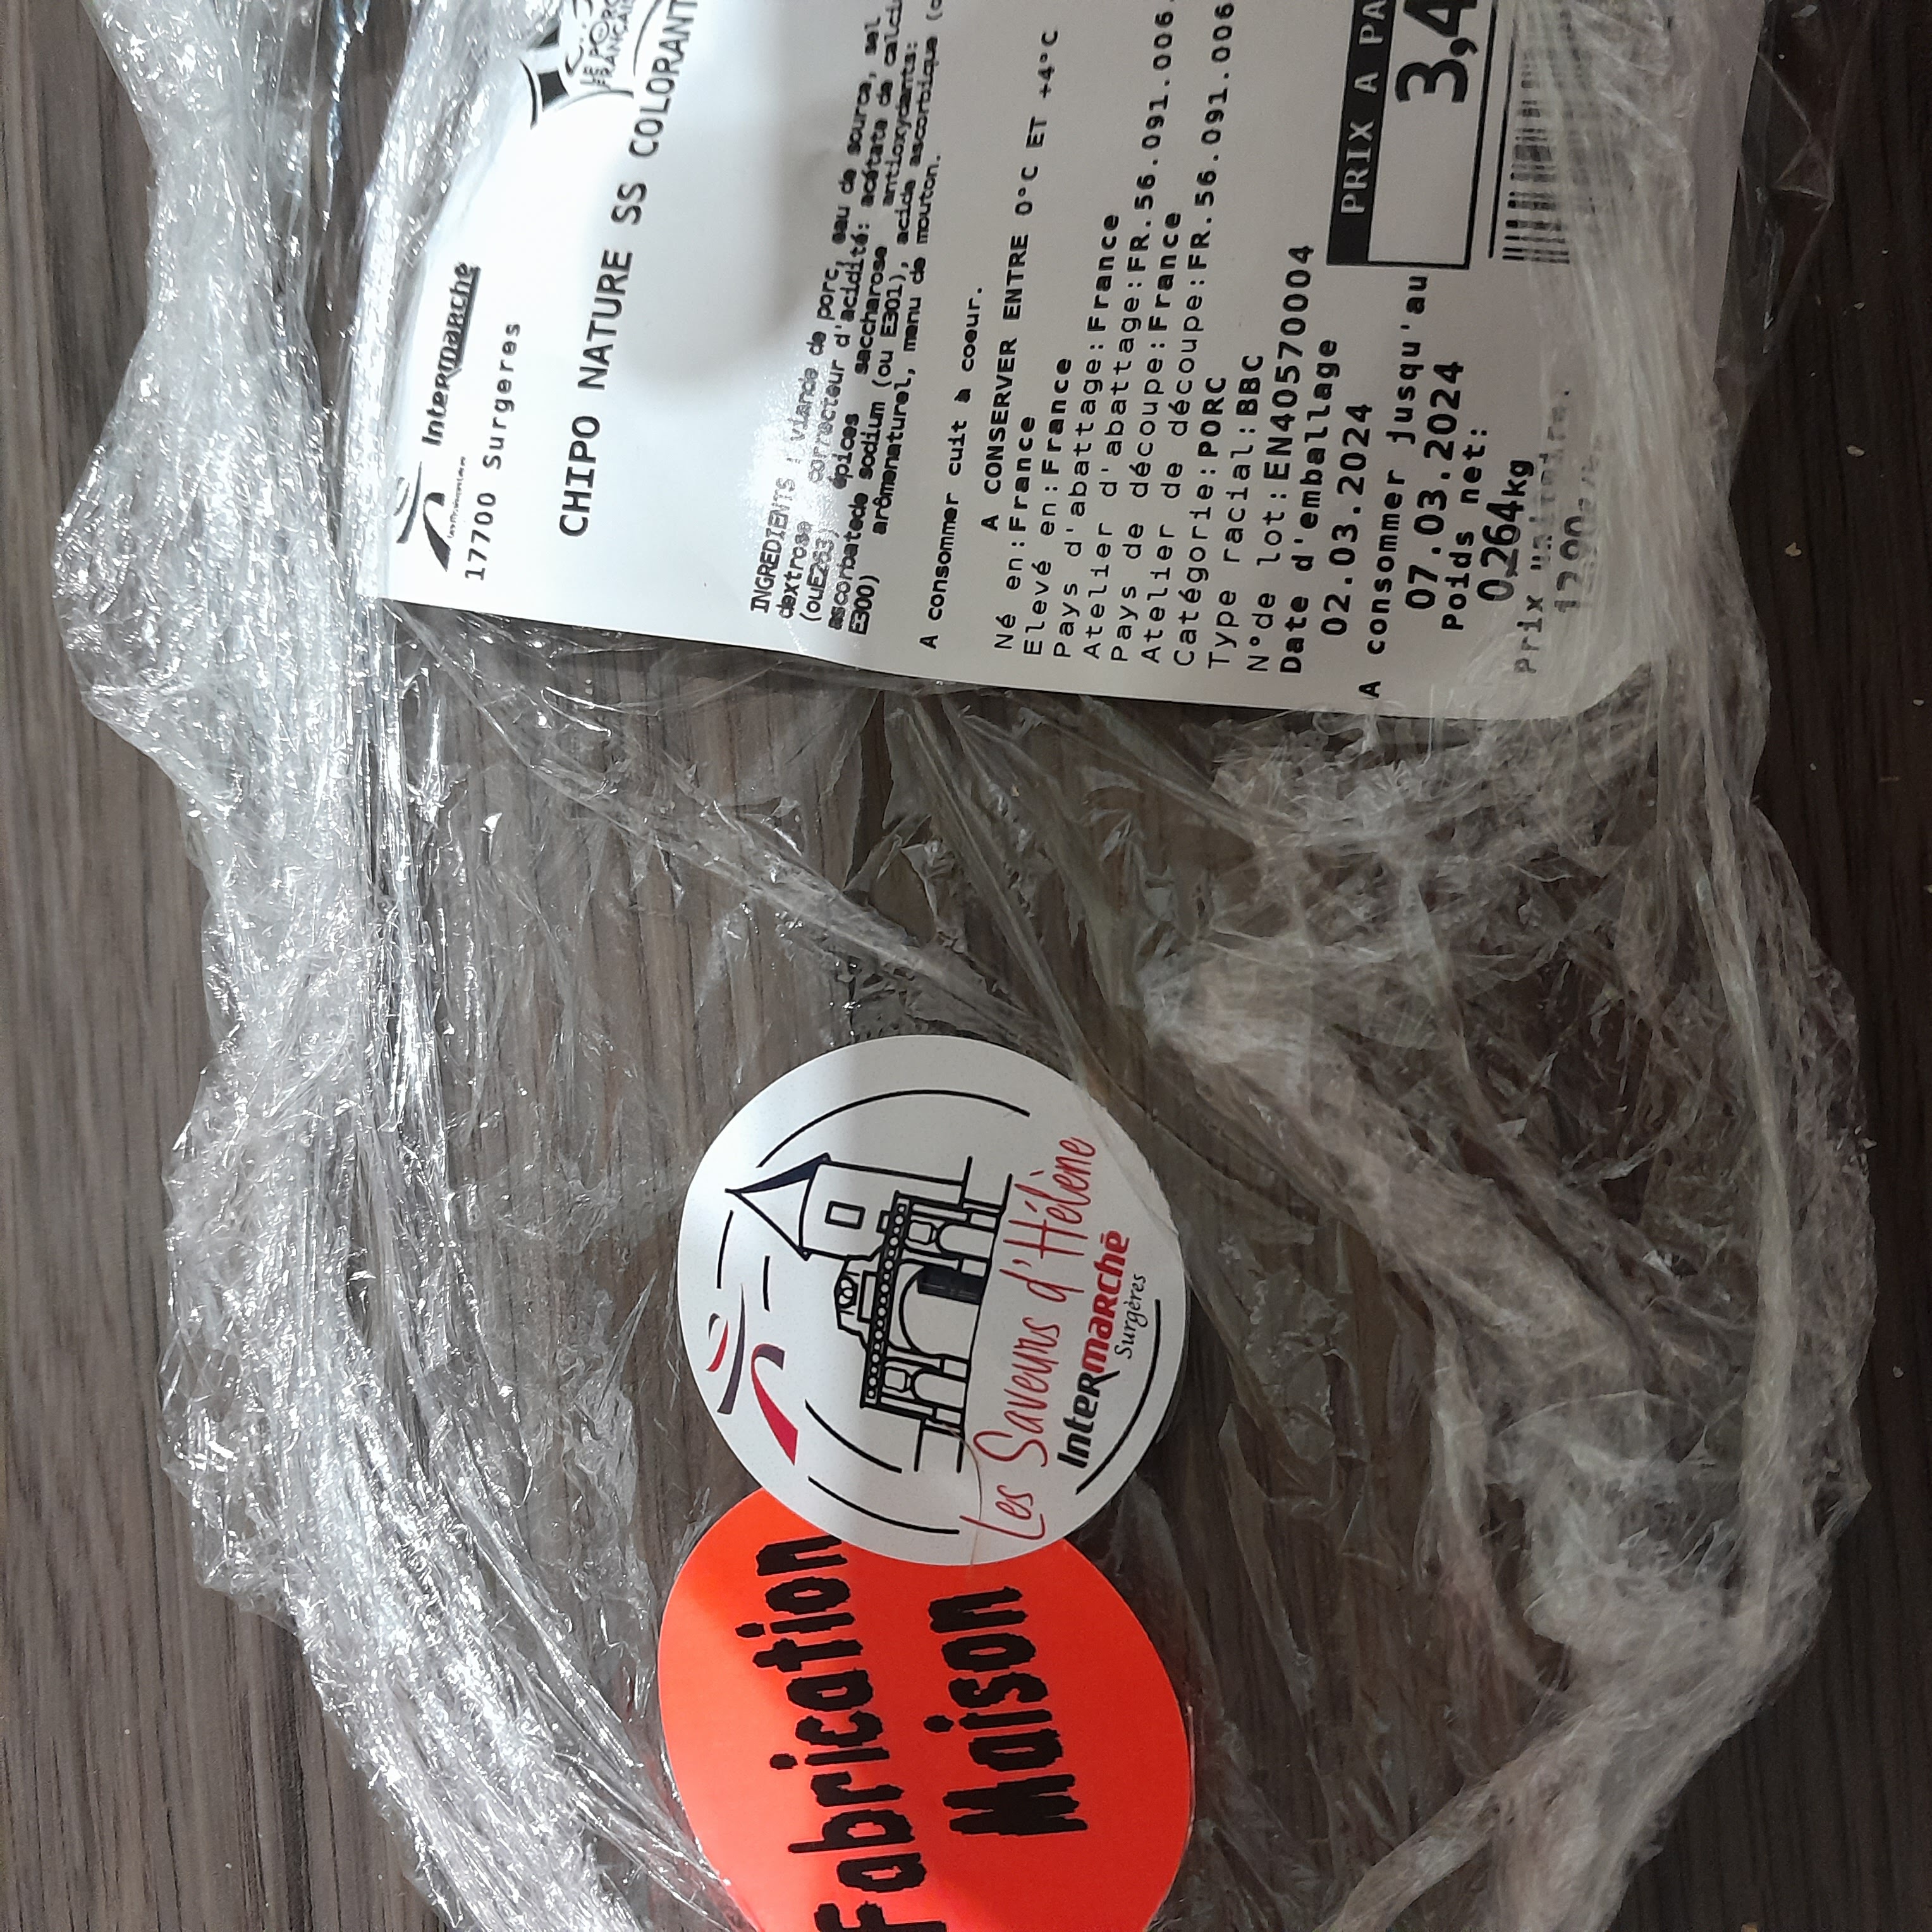 Intermarché
17700 Surgeres
LE PORC
FRANÇAIS
CHIPO NATURE SS COLORANT
INGREDIENTS : viande de porc, eau de source, sel
dextrose correcteur d'acidité: acétate de calci
(ouE263) épices saccharose antioxydants:
ascorbatede sodium (ou E301), acide ascorbique (o
E300) arômenaturel, menu de mouton.
A consommer cuit à coeur.
A CONSERVER ENTRE 0°C ET +4°C
Né en:France
Elevé en:France
Pays d'abattage:France
Atelier d'abattage:FR.56.091.006.
Pays de découpe:France
Atelier de découpe:FR.56.091.006
Catégorie:PORC
Type racial:BBC
N°de lot:EN40570004
Date d'emballage
02.03.2024
A consommer jusqu'au
07.03.2024
Poids net:
0,264kg
Prix Unitaire.
PRIX A PA
3,4
Les Saveurs d'Hélène
Intermarché
Surgères
Fabrication
Maison